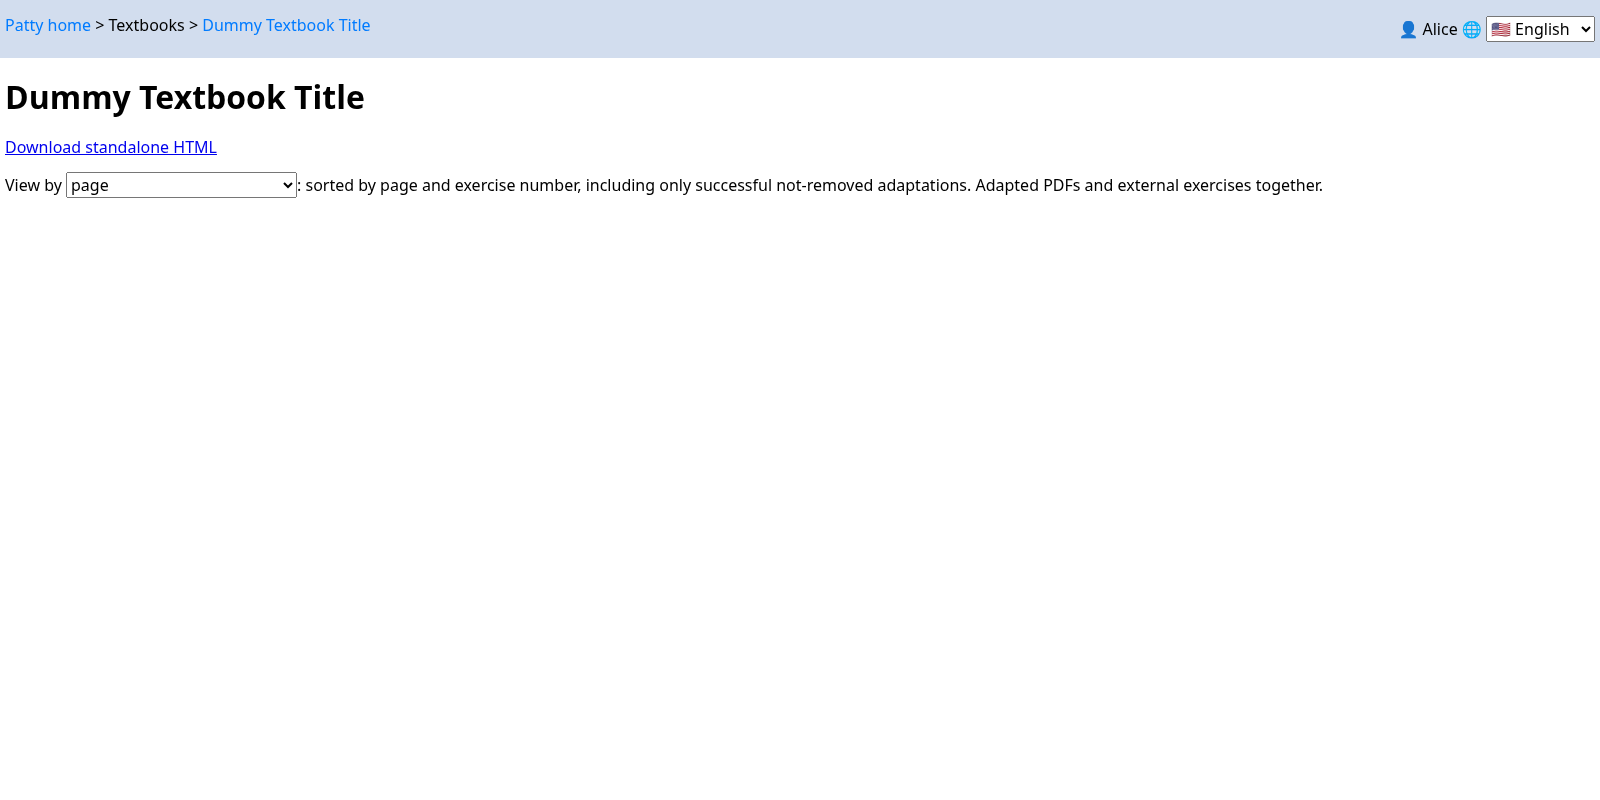 Patty home > Textbooks > Dummy Textbook Title
👤 Alice 🌐 🇺🇸 English
Dummy Textbook Title
Download standalone HTML
View by page: sorted by page and exercise number, including only successful not-removed adaptations. Adapted PDFs and external exercises together.